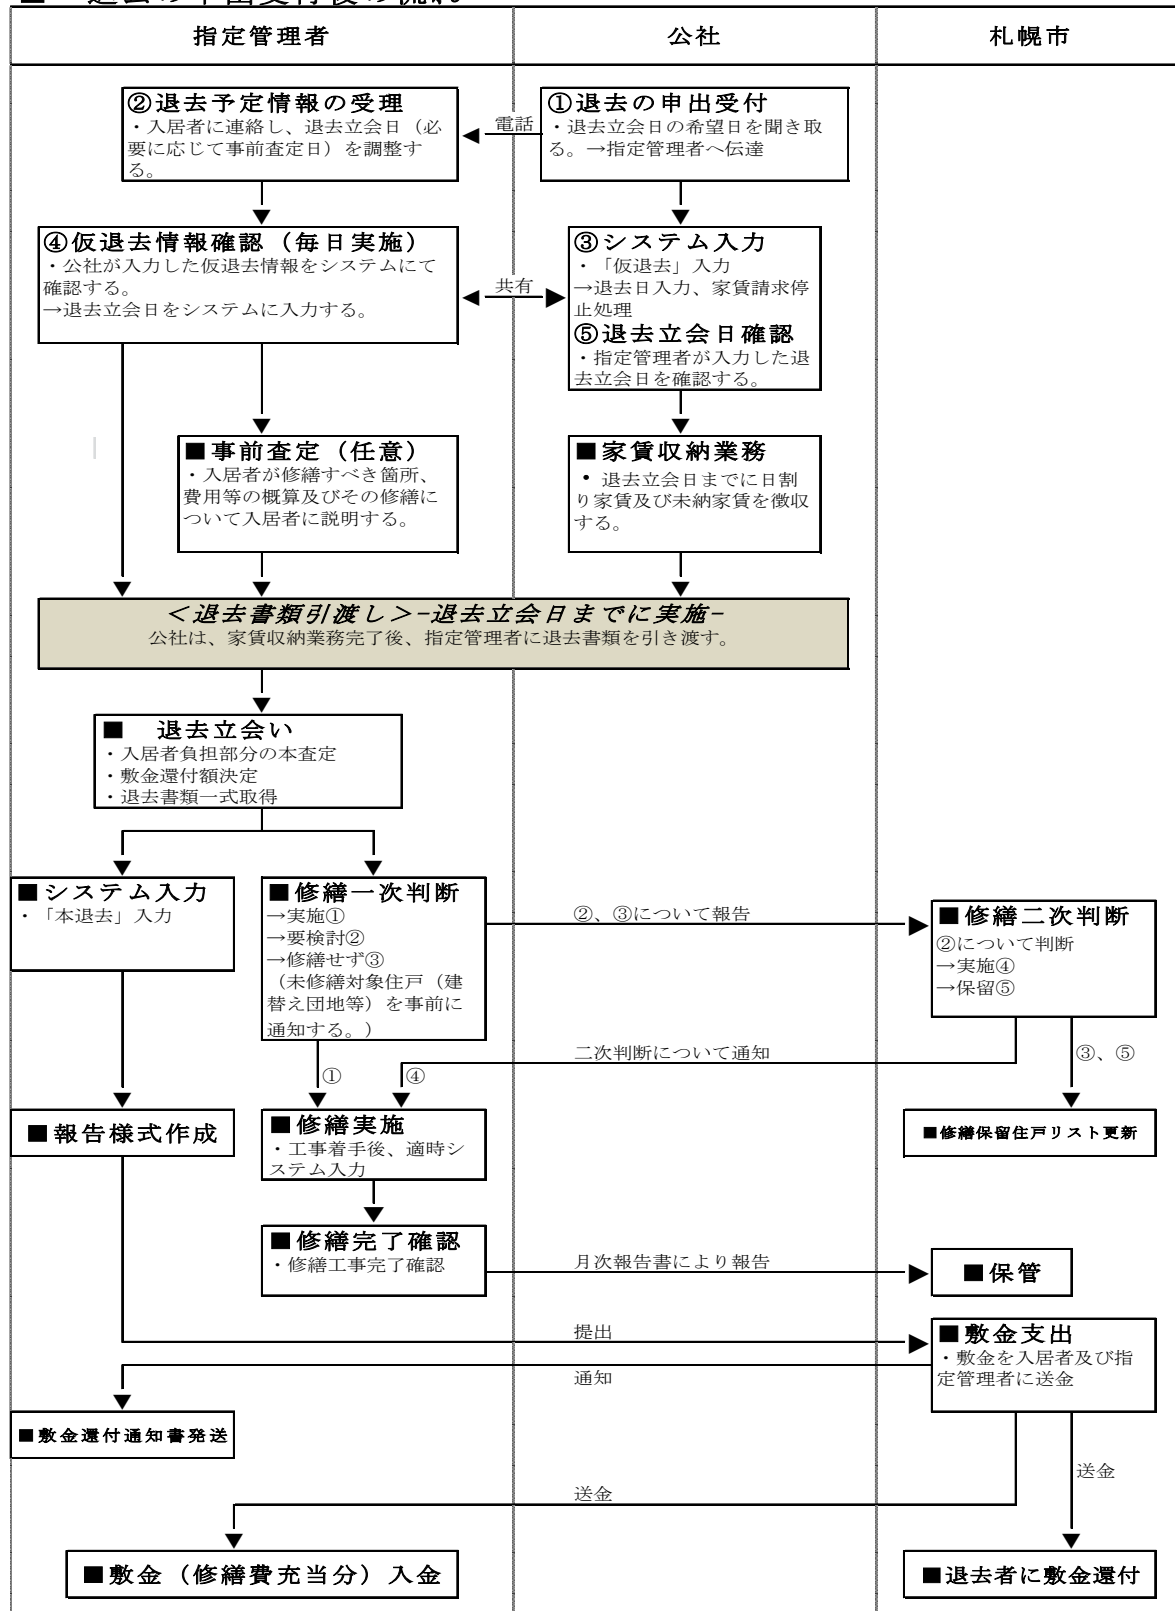 ■ 退去の申出受付後の流れ
指定管理者
公社
札幌市
②退去予定情報の受理
・入居者に連絡し、退去立会日（必
要に応じて事前査定日）を調整す
る。
電話
①退去の申出受付
・退去立会日の希望日を聞き取
る。→指定管理者へ伝達
④仮退去情報確認（毎日実施）
・公社が入力した仮退去情報をシステムにて
確認する。
→退去立会日をシステムに入力する。
共有
③システム入力
・「仮退去」入力
→退去日入力、家賃請求停
止処理
⑤退去立会日確認
・指定管理者が入力した退
去立会日を確認する。
■事前査定（任意）
・入居者が修繕すべき箇所、
費用等の概算及びその修繕に
ついて入居者に説明する。
■家賃収納業務
・ 退去立会日までに日割
り家賃及び未納家賃を徴収
する。
＜退去書類引渡し＞-退去立会日までに実施-
公社は、家賃収納業務完了後、指定管理者に退去書類を引き渡す。
■ 退去立会い
・入居者負担部分の本査定
・敷金還付額決定
・退去書類一式取得
■システム入力
・「本退去」入力
■修繕一次判断
→実施①
→要検討②
→修繕せず③
（未修繕対象住戸（建
替え団地等）を事前に
通知する。）
②、③について報告
■修繕二次判断
②について判断
→実施④
→保留⑤
二次判断について通知
③、⑤
①
④
■報告様式作成
■修繕実施
・工事着手後、適時シ
ステム入力
■修繕保留住戸リスト更新
■修繕完了確認
・修繕工事完了確認
月次報告書により報告
■保管
提出
■敷金支出
・敷金を入居者及び指
定管理者に送金
通知
■敷金還付通知書発送
送金
送金
■敷金（修繕費充当分）入金
■退去者に敷金還付